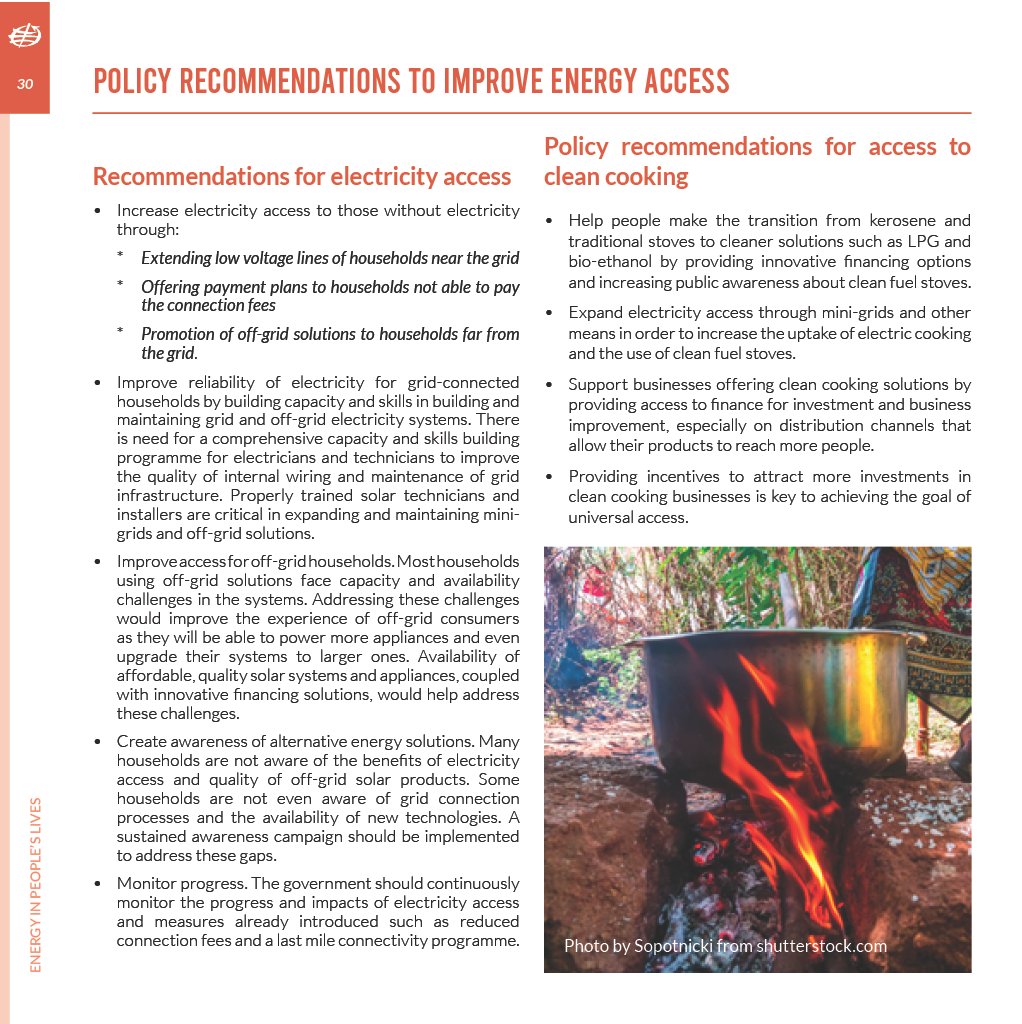 30
POLICY RECOMMENDATIONS TO IMPROVE ENERGY ACCESS
Recommendations for electricity access
• Increase electricity access to those without electricity
through:
* Extending low voltage lines of households near the grid
* Offering payment plans to households not able to pay
the connection fees
* Promotion of off-grid solutions to households far from
the grid.
• Improve reliability of electricity for grid-connected
households by building capacity and skills in building and
maintaining grid and off-grid electricity systems. There
is need for a comprehensive capacity and skills building
programme for electricians and technicians to improve
the quality of internal wiring and maintenance of grid
infrastructure. Properly trained solar technicians and
installers are critical in expanding and maintaining mini-
grids and off-grid solutions.
• Improve access for off-grid households. Most households
using off-grid solutions face capacity and availability
challenges in the systems. Addressing these challenges
would improve the experience of off-grid consumers
as they will be able to power more appliances and even
upgrade their systems to larger ones. Availability of
affordable, quality solar systems and appliances, coupled
with innovative financing solutions, would help address
these challenges.
• Create awareness of alternative energy solutions. Many
households are not aware of the benefits of electricity
access and quality of off-grid solar products. Some
households are not even aware of grid connection
processes and the availability of new technologies. A
sustained awareness campaign should be implemented
to address these gaps.
• Monitor progress. The government should continuously
monitor the progress and impacts of electricity access
and measures already introduced such as reduced
connection fees and a last mile connectivity programme.
Policy recommendations for access to
clean cooking
• Help people make the transition from kerosene and
traditional stoves to cleaner solutions such as LPG and
bio-ethanol by providing innovative financing options
and increasing public awareness about clean fuel stoves.
• Expand electricity access through mini-grids and other
means in order to increase the uptake of electric cooking
and the use of clean fuel stoves.
• Support businesses offering clean cooking solutions by
providing access to finance for investment and business
improvement, especially on distribution channels that
allow their products to reach more people.
• Providing incentives to attract more investments in
clean cooking businesses is key to achieving the goal of
universal access.
Photo by Sopotnicki from shutterstock.com
ENERGY IN PEOPLE'S LIVES